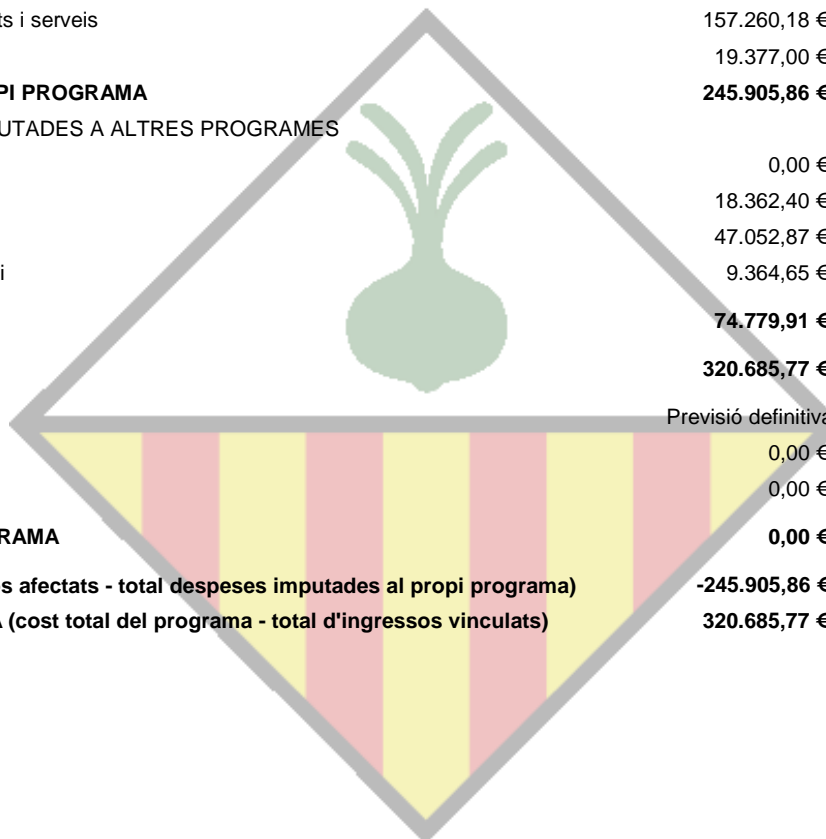 ts i serveis 157.260,18 €
19.377,00 €
PI PROGRAMA 245.905,86 €
UTADES A ALTRES PROGRAMES
0,00 €
18.362,40 €
47.052,87 €
i 9.364,65 €
74.779,91 €
320.685,77 €
Previsió definitiva
0,00 €
0,00 €
RAMA 0,00 €
s afectats - total despeses imputades al propi programa) -245.905,86 €
A (cost total del programa - total d'ingressos vinculats) 320.685,77 €